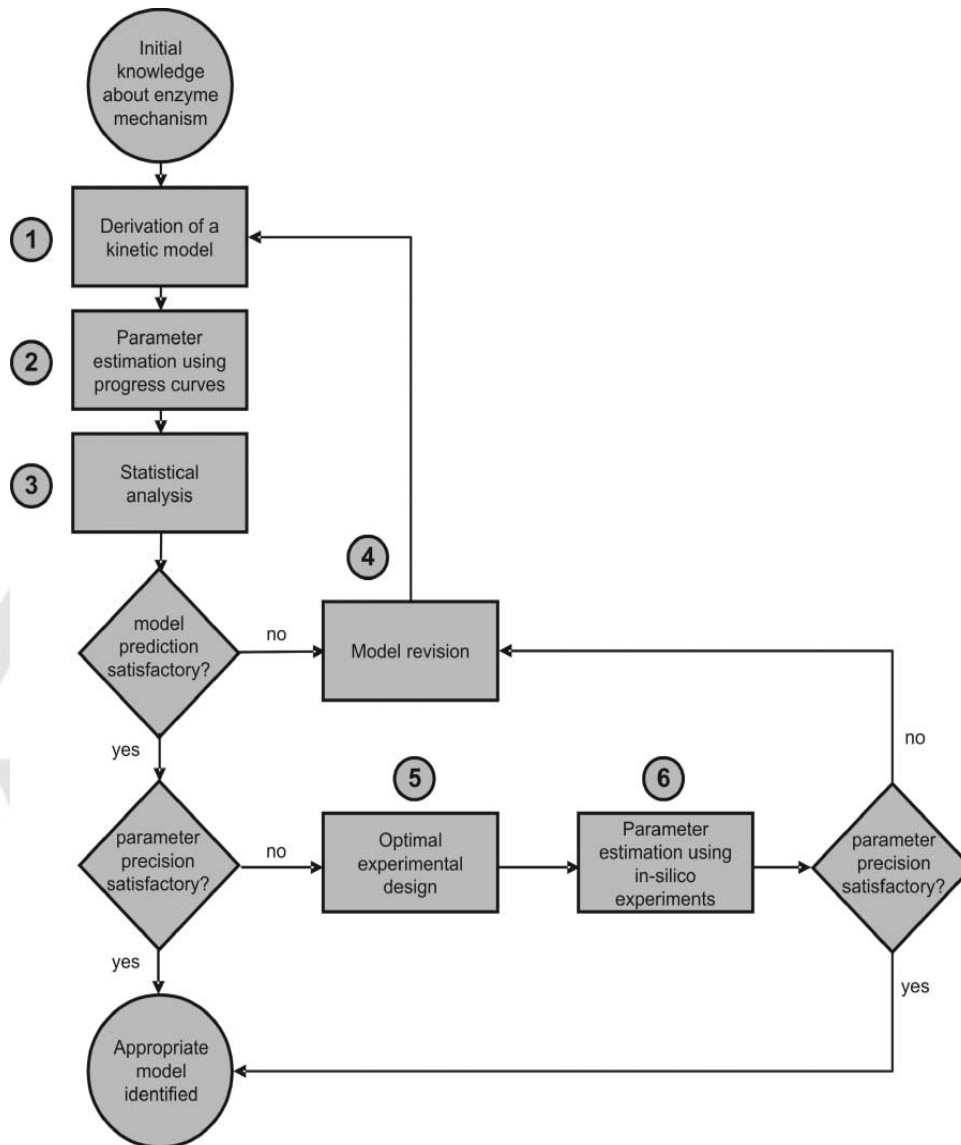 Initial
knowledge
about enzyme
mechanism
1
Derivation of a
kinetic model
2
Parameter
estimation using
progress curves
3
Statistical
analysis
4
model
prediction
satisfactory?
no
Model revision
yes
no
5
6
parameter
precision
satisfactory?
no
Optimal
experimental
design
Parameter
estimation using
in-silico
experiments
parameter
precision
satisfactory?
yes
yes
Appropriate
model
identified